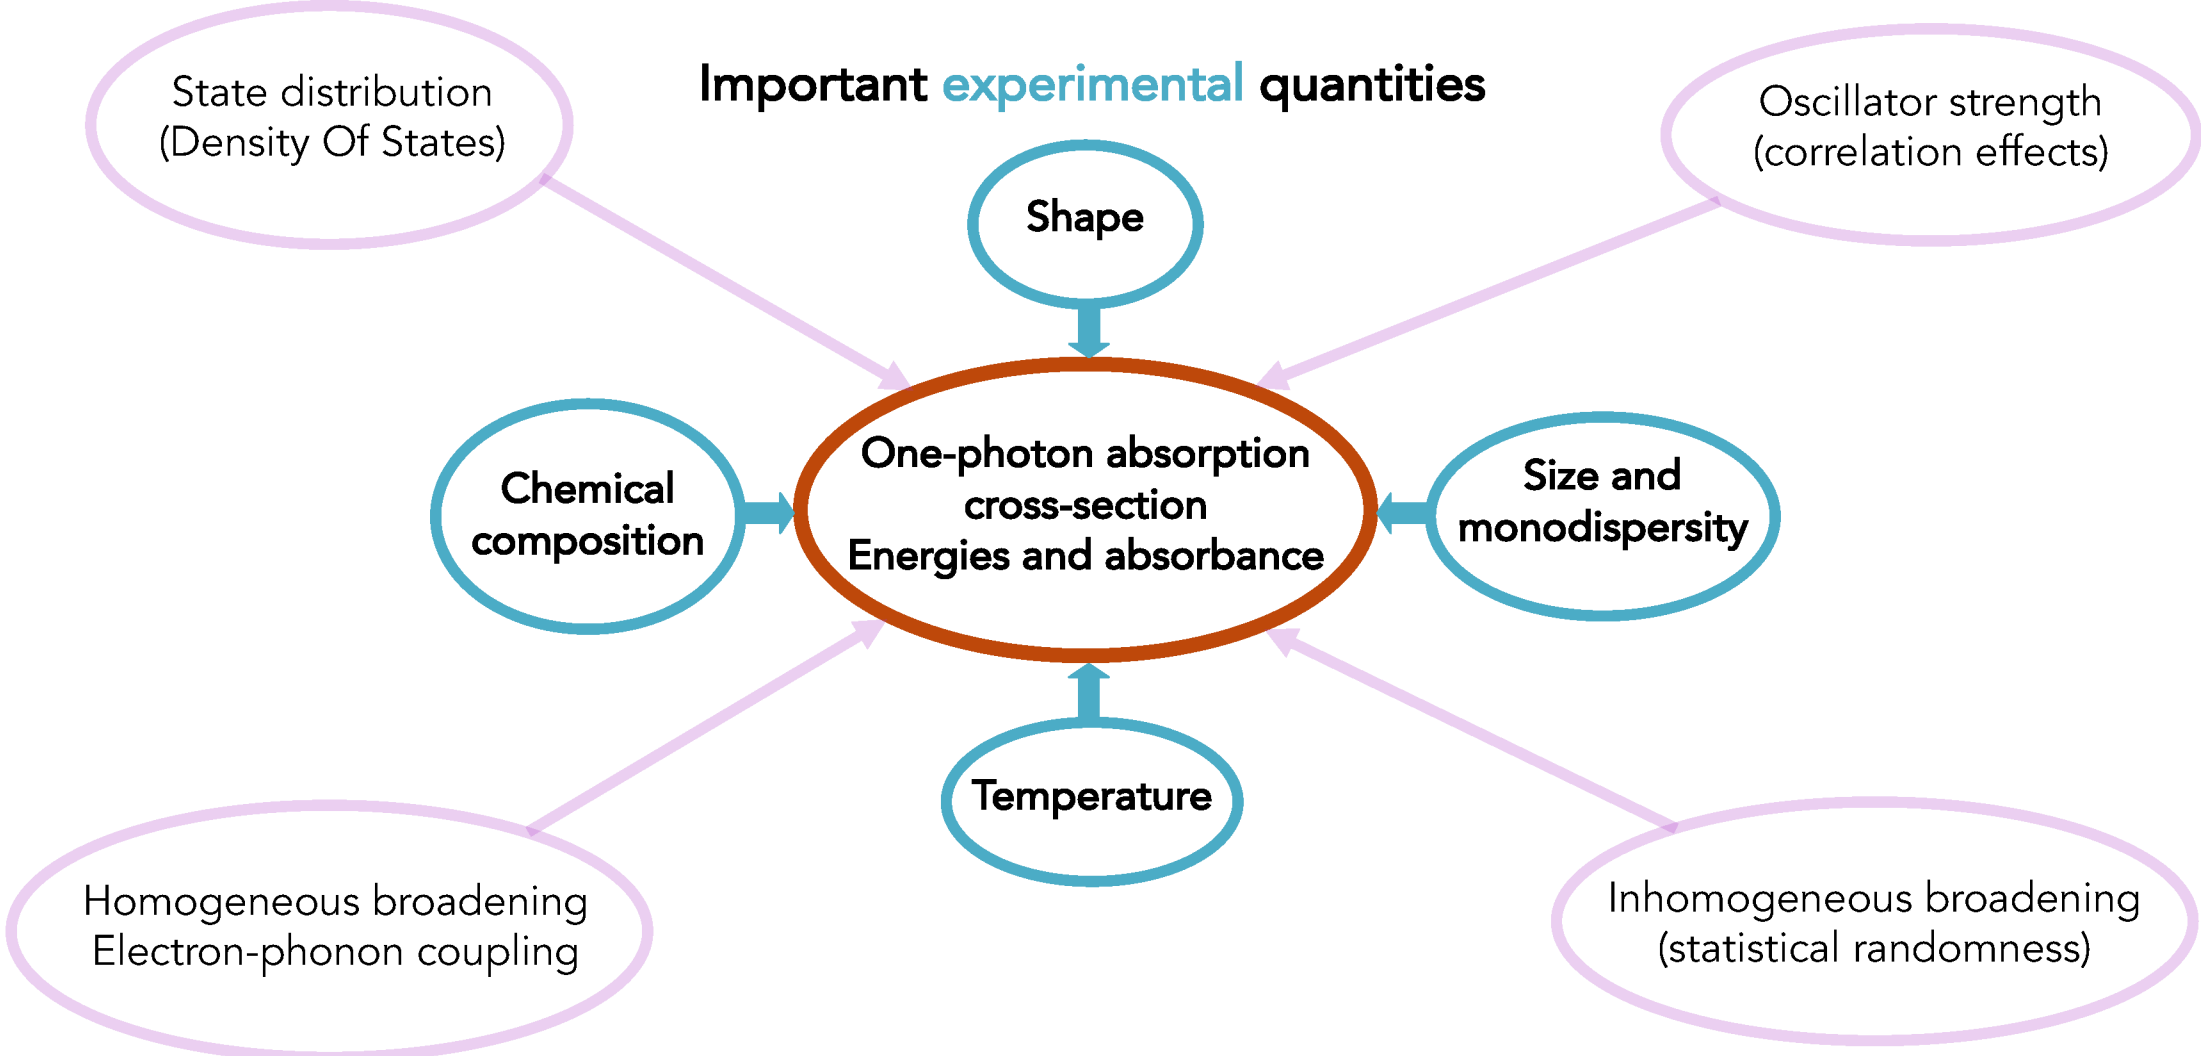 Important experimental quantities
State distribution
(Density Of States)
Oscillator strength
(correlation effects)
Shape
Chemical
composition
One-photon absorption
cross-section
Energies and absorbance
Size and
monodispersity
Temperature
Homogeneous broadening
Electron-phonon coupling
Inhomogeneous broadening
(statistical randomness)